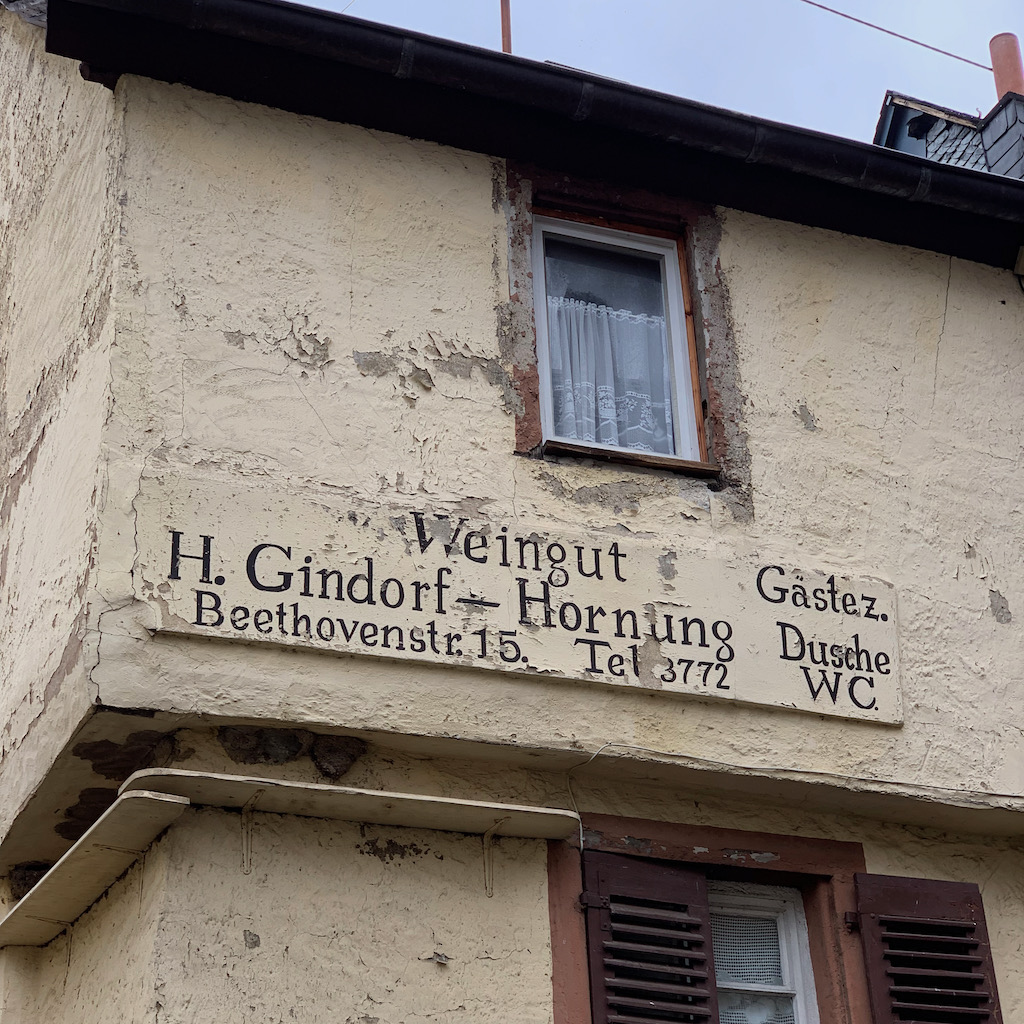 Weingut
H. Gindorf — Hornung
Beethovenstr. 15. Tel 3772
Gästez.
Dusche
WC.